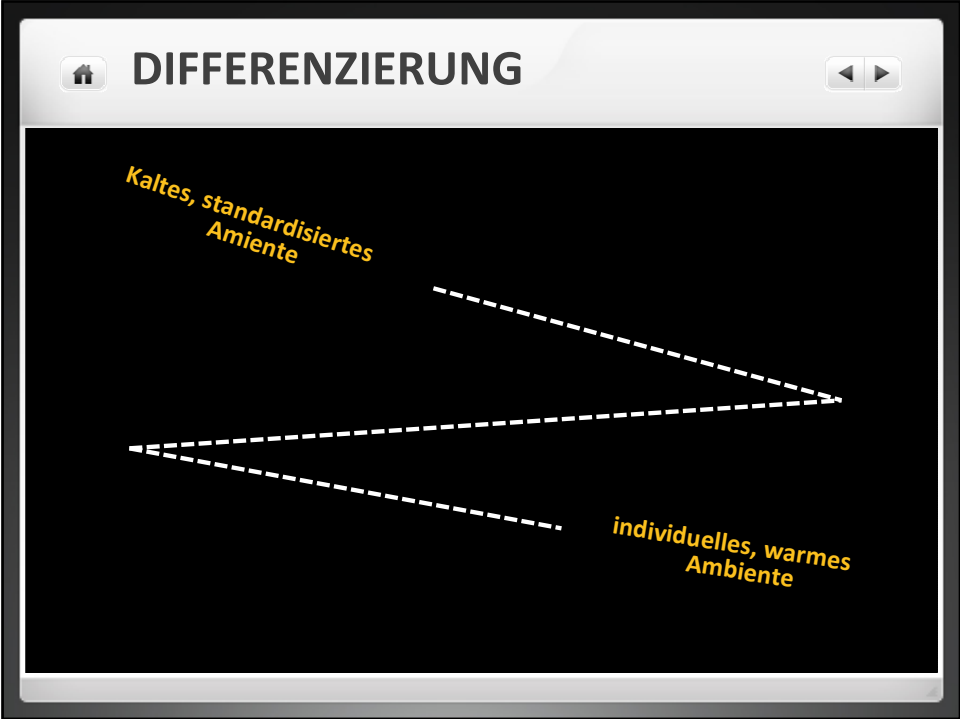 DIFFERENZIERUNG
Kaltes, standardisiertes
Amiente
individuelles, warmes
Ambiente